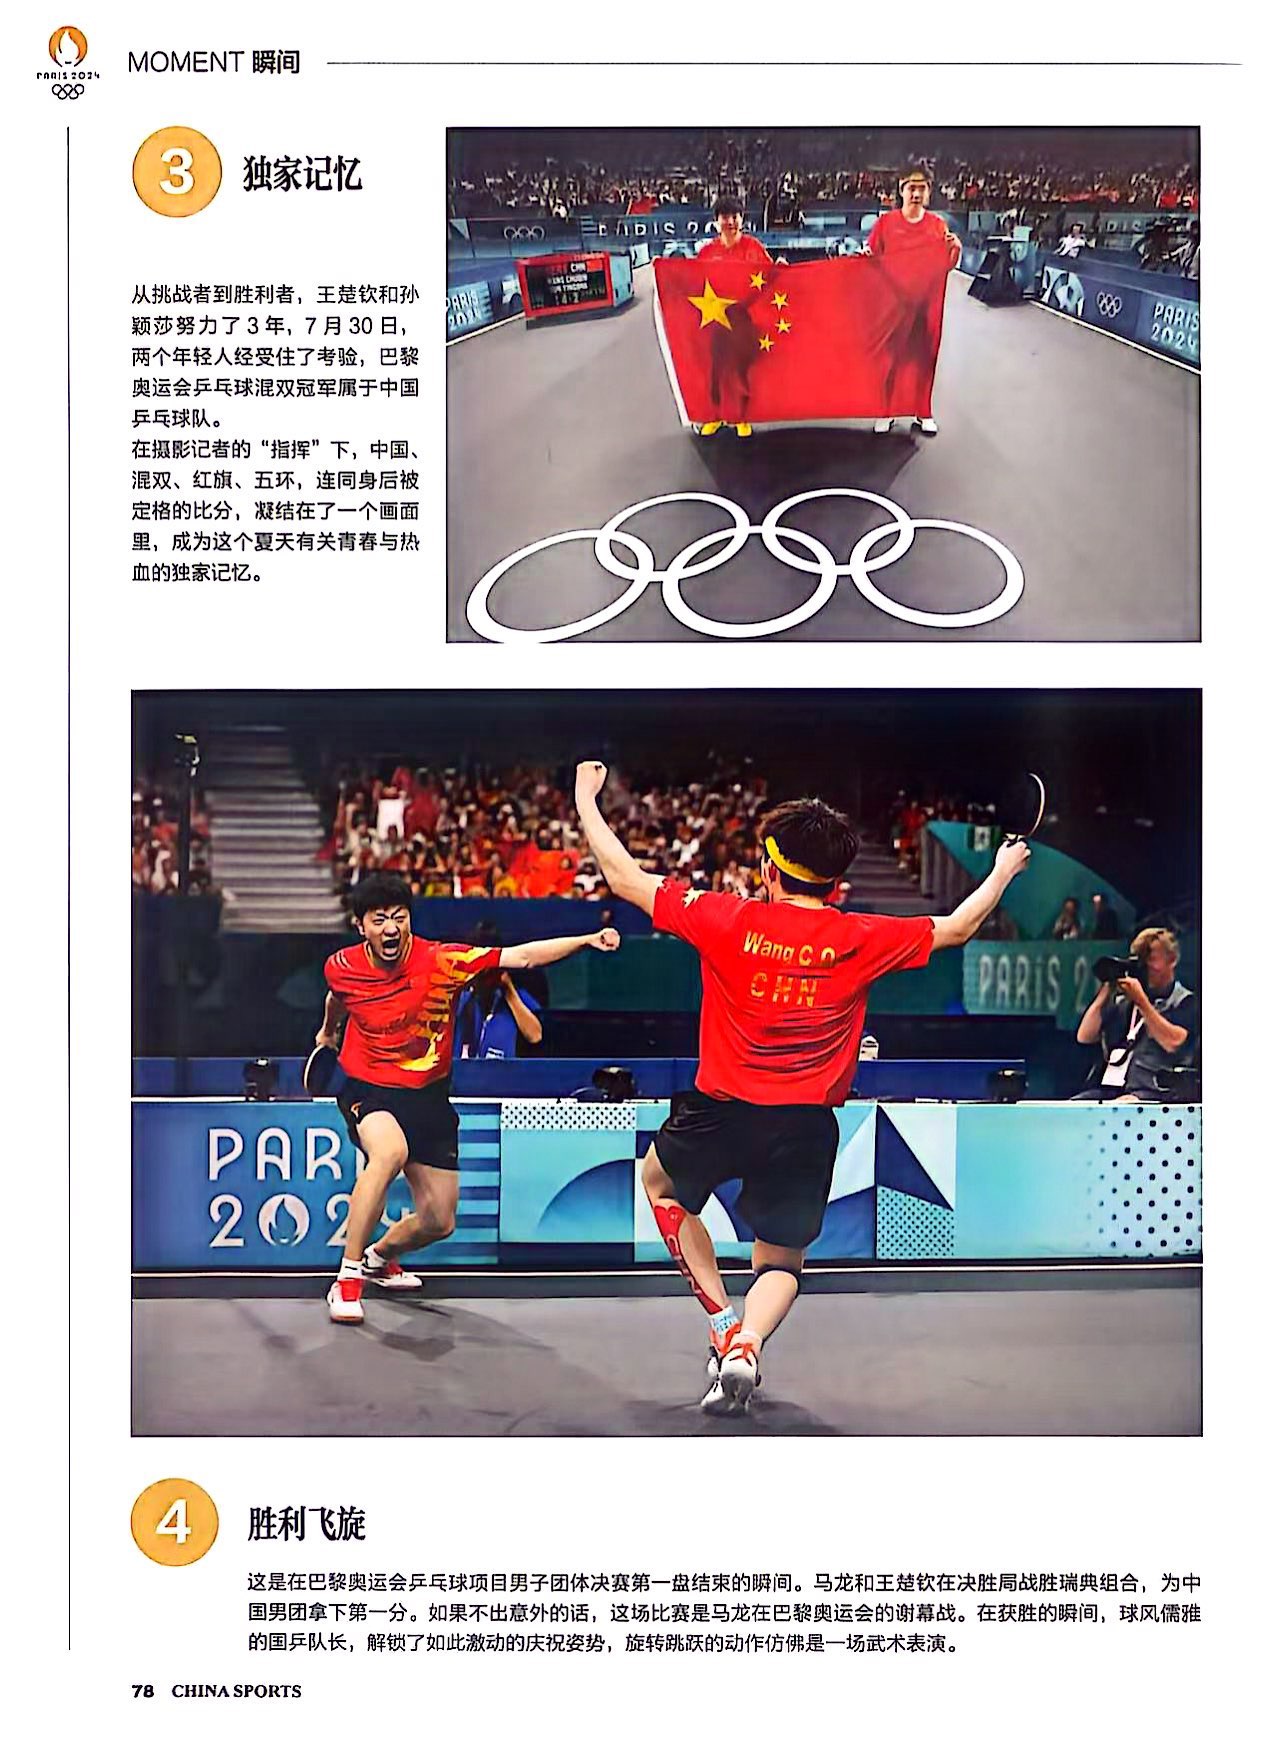 PARIS 2024
MOMENT 瞬间
3
独家记忆
从挑战者到胜利者，王楚钦和孙
颖莎努力了3年，7月30日，
两个年轻人经受住了考验，巴黎
奥运会乒乓球混双冠军属于中国
乒乓球队。
在摄影记者的“指挥”下，中国、
混双、红旗、五环，连同身后被
定格的比分，凝结在了一个画面
里，成为这个夏天有关青春与热
血的独家记忆。
PARIS 20
CHN
PARIS
2024
PARIS
2024
Wang C.Q.
CHN
PARIS 2
PARI
202
4
胜利飞旋
这是在巴黎奥运会乒乓球项目男子团体决赛第一盘结束的瞬间。马龙和王楚钦在决胜局战胜瑞典组合，为中
国男团拿下第一分。如果不出意外的话，这场比赛是马龙在巴黎奥运会的谢幕战。在获胜的瞬间，球风儒雅
的国乒队长，解锁了如此激动的庆祝姿势，旋转跳跃的动作仿佛是一场武术表演。
78 CHINA SPORTS